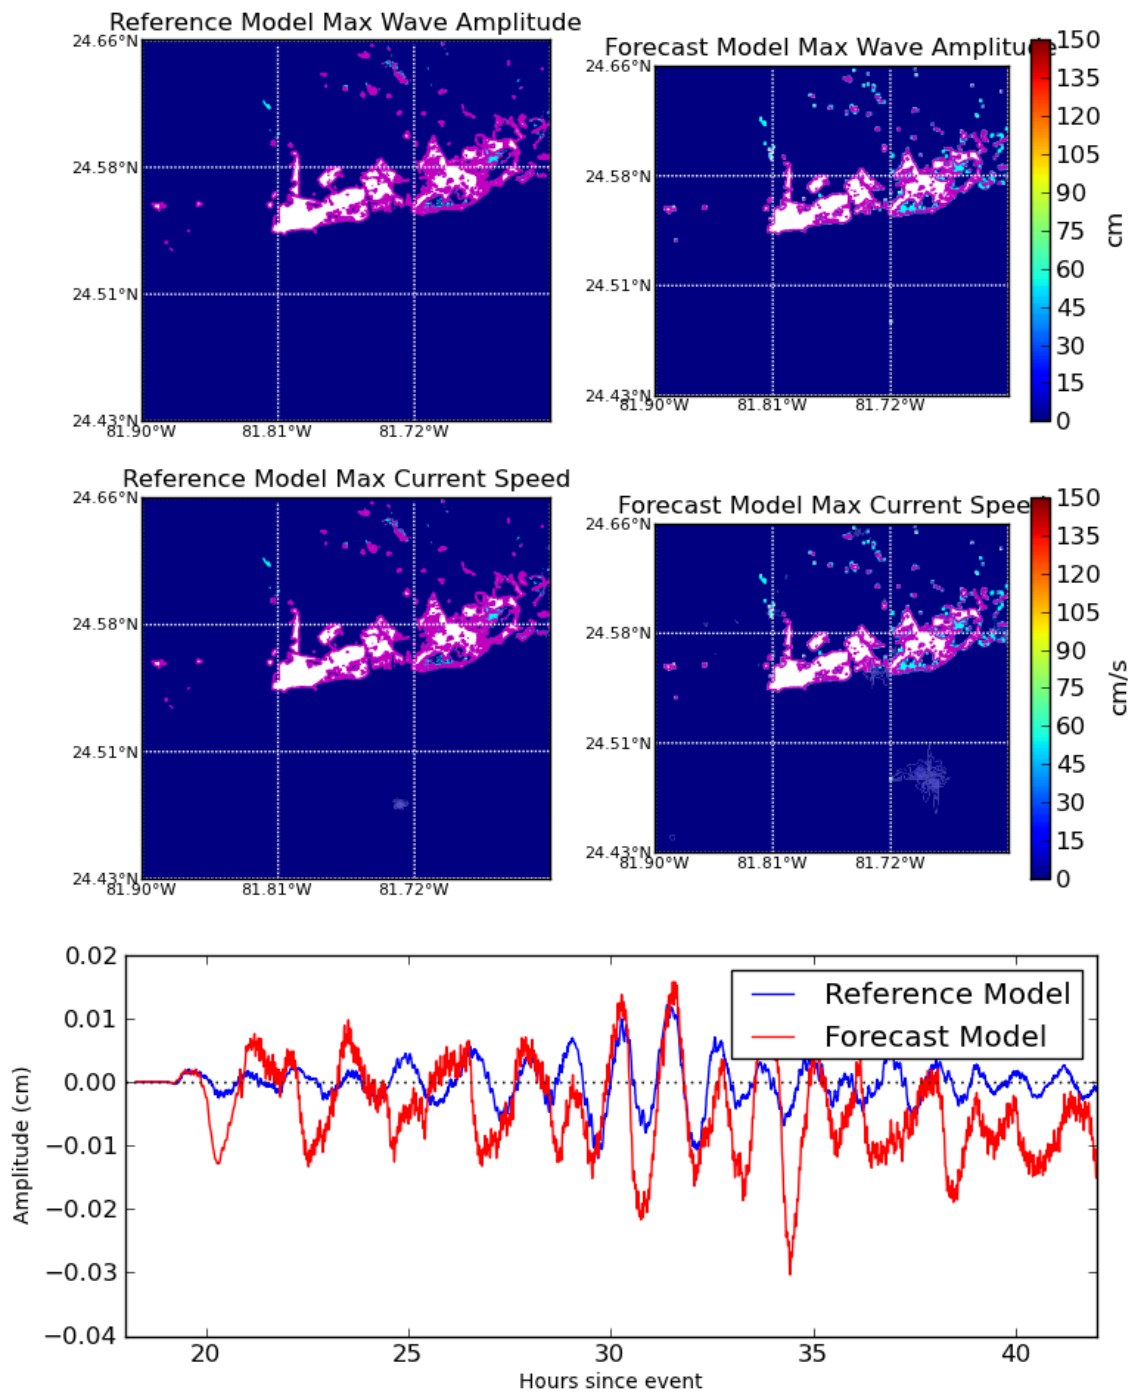 Reference Model Max Wave Amplitude
Forecast Model Max Wave Amplitude
24.66°N
24.58°N
24.51°N
24.43°N
81.90°W 81.81°W 81.72°W
24.66°N
24.58°N
24.51°N
24.43°N
81.90°W 81.81°W 81.72°W
150
135
120
105
90
75
60
45
30
15
0
cm
Reference Model Max Current Speed
Forecast Model Max Current Speed
24.66°N
24.58°N
24.51°N
24.43°N
81.90°W 81.81°W 81.72°W
24.66°N
24.58°N
24.51°N
24.43°N
81.90°W 81.81°W 81.72°W
150
135
120
105
90
75
60
45
30
15
0
cm/s
0.02
0.01
0.00
−0.01
−0.02
−0.03
−0.04
Amplitude (cm)
Reference Model
Forecast Model
20 25 30 35 40
Hours since event